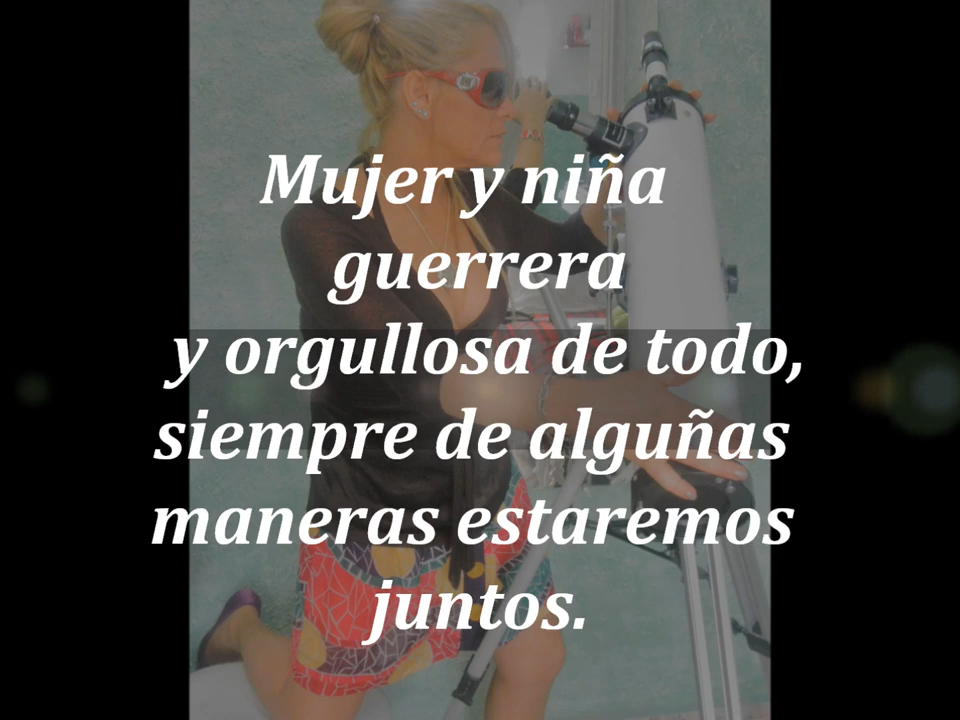 Mujer y niña
guerrera
y orgullosa de todo,
siempre de alguñas
maneras estaremos
juntos.